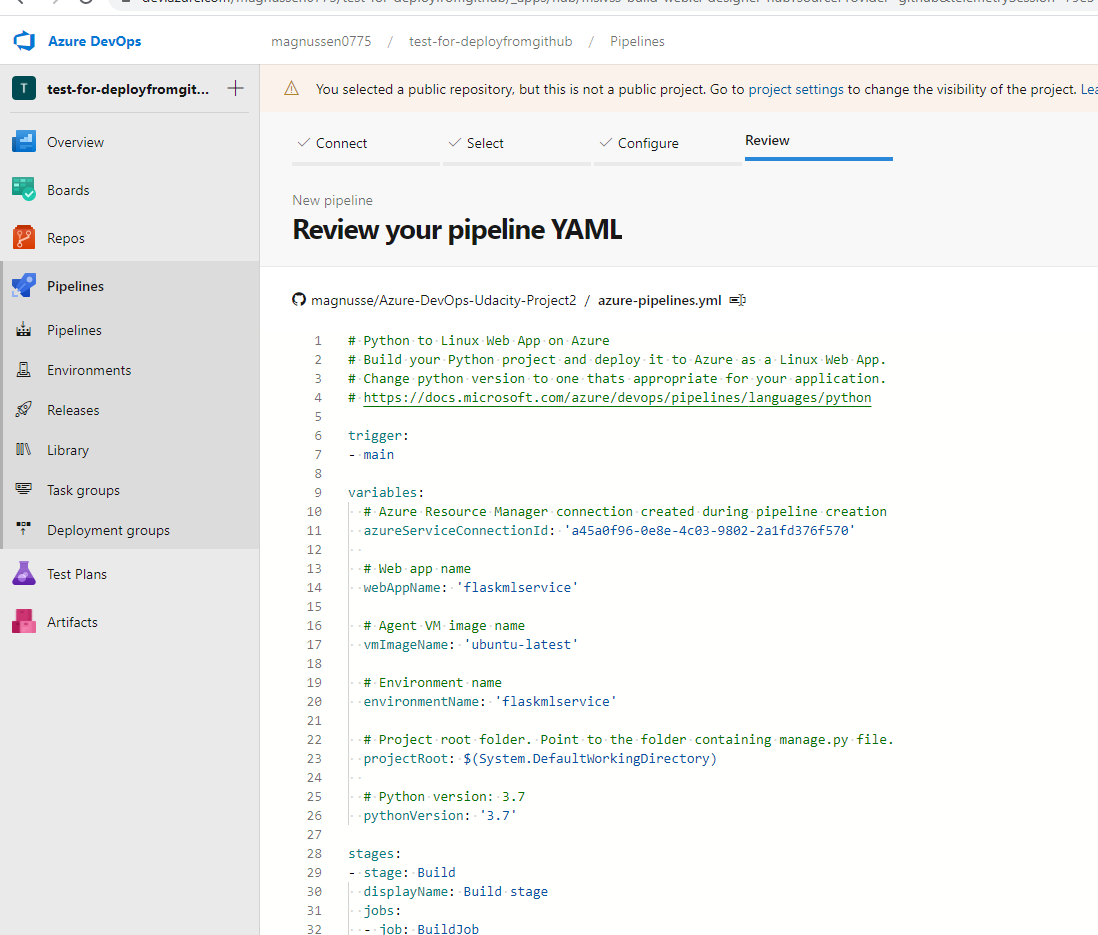 Azure DevOps
magnussen0775 / test-for-deployfromgithub / Pipelines
T test-for-deployfromgit... +
You selected a public repository, but this is not a public project. Go to project settings to change the visibility of the project. Lea
Overview
Boards
Repos
Pipelines
Pipelines
Environments
Releases
Library
Task groups
Deployment groups
Test Plans
Artifacts
Connect
Select
Configure
Review
New pipeline
Review your pipeline YAML
magnusse/Azure-DevOps-Udacity-Project2 / azure-pipelines.yml
1 # Python to Linux Web App on Azure
2 # Build your Python project and deploy it to Azure as a Linux Web App.
3 # Change python version to one thats appropriate for your application.
4 # https://docs.microsoft.com/azure/devops/pipelines/languages/python
5
6 trigger:
7 - main
8
9 variables:
10 # Azure Resource Manager connection created during pipeline creation
11 azureServiceConnectionId: 'a45a0f96-0e8e-4c03-9802-2a1fd376f570'
12
13 # Web app name
14 webAppName: 'flaskmlservice'
15
16 # Agent VM image name
17 vmImageName: 'ubuntu-latest'
18
19 # Environment name
20 environmentName: 'flaskmlservice'
21
22 # Project root folder. Point to the folder containing manage.py file.
23 projectRoot: $(System.DefaultWorkingDirectory)
24
25 # Python version: 3.7
26 pythonVersion: '3.7'
27
28 stages:
29 - stage: Build
30 displayName: Build stage
31 jobs:
32 - job: BuildJob